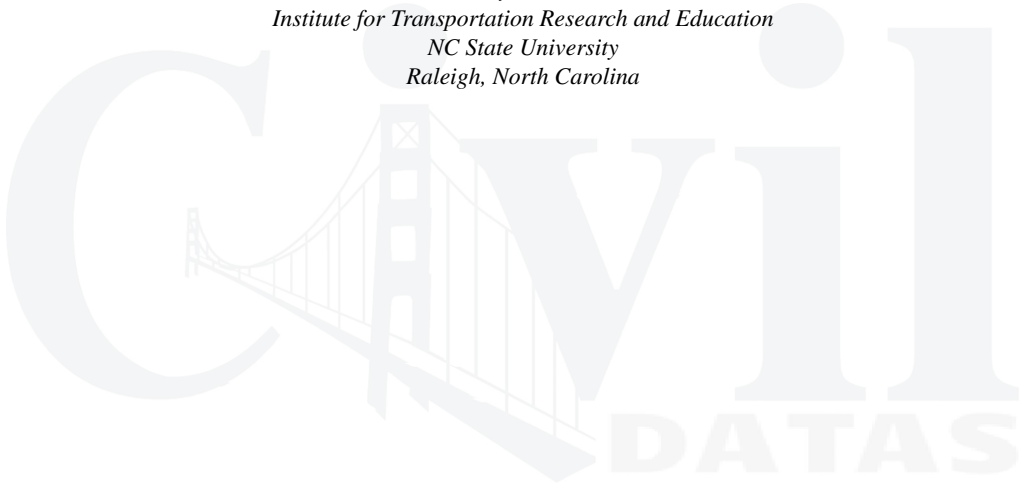 Institute for Transportation Research and Education
NC State University
Raleigh, North Carolina
Civil
DATAS